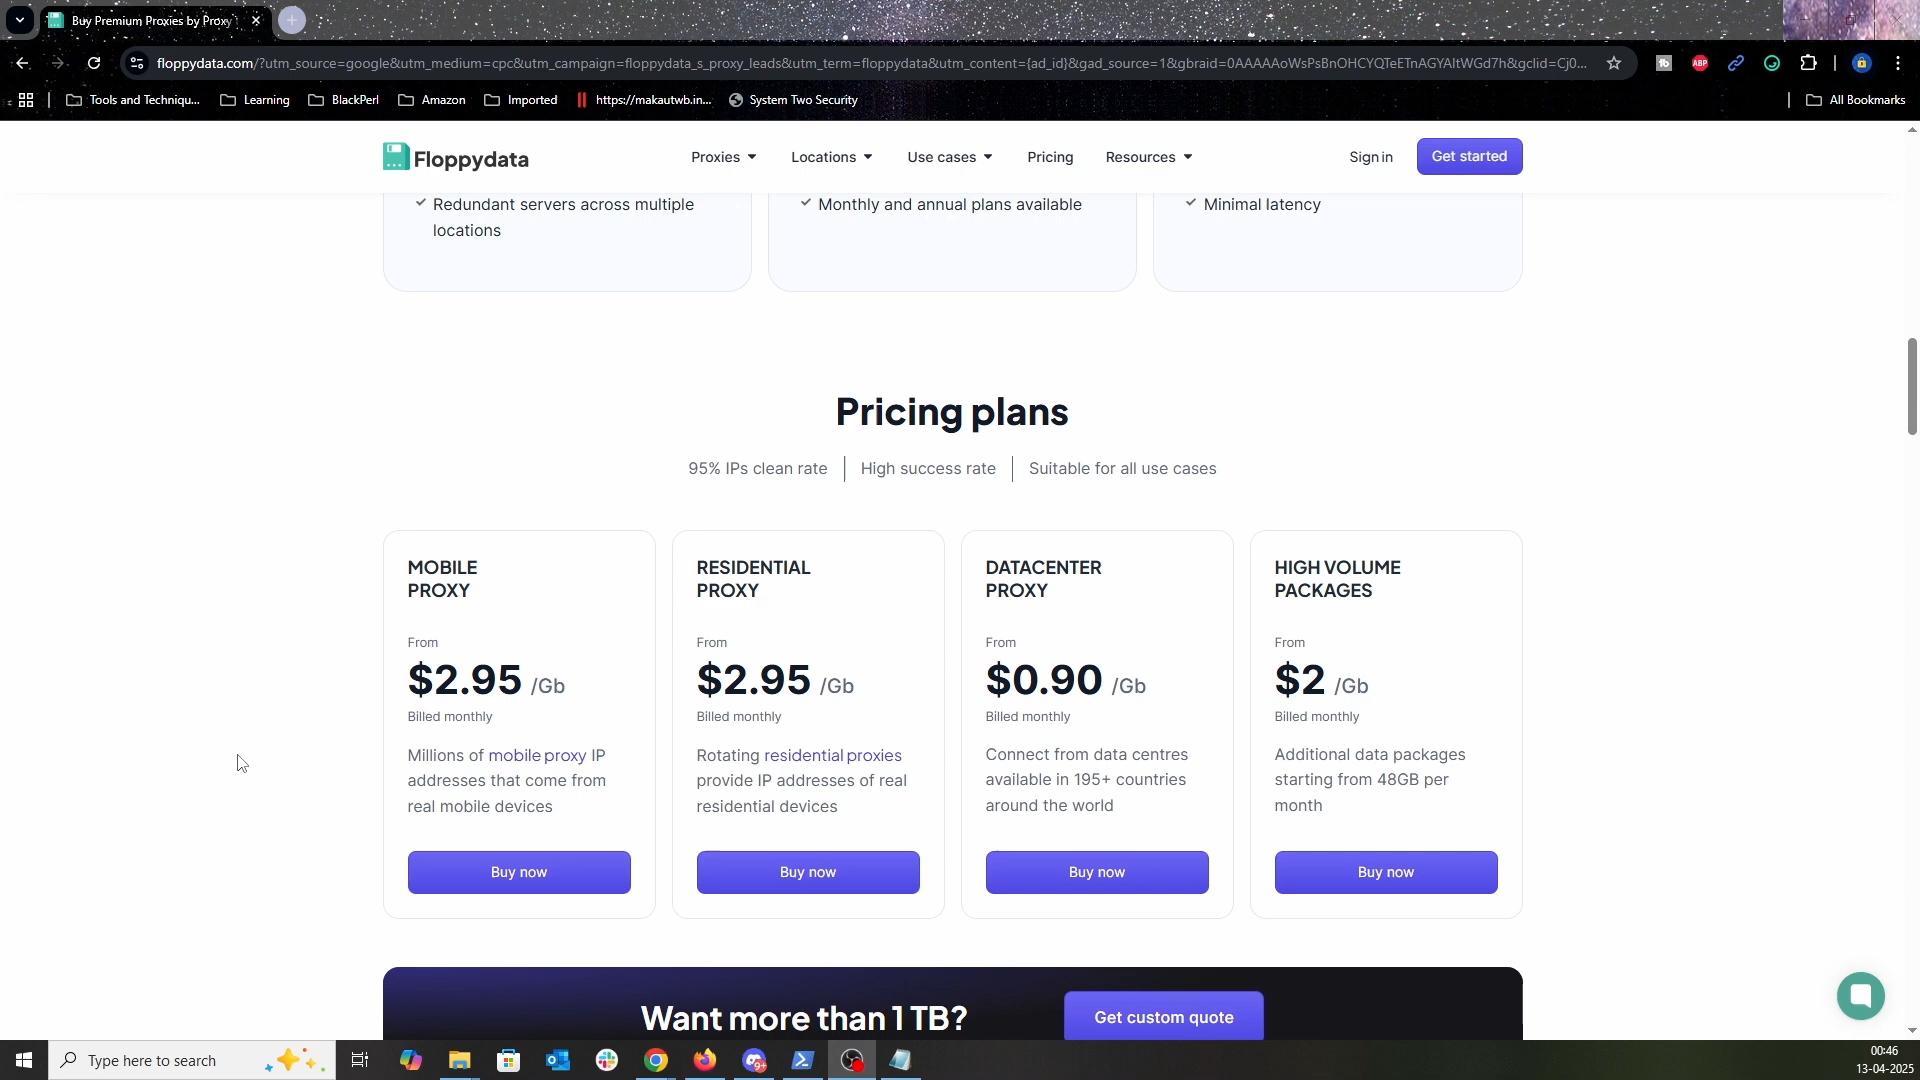 Buy Premium Proxies by Proxy
floppydata.com/?utm_source=google&utm_medium=cpc&utm_campaign=floppydata_s_proxy_leads&utm_term=floppydata&utm_content={ad_id}&gad_source=1&gbraid=0AAAAAoWsPsBnOHCYQTeETnAGYAltWGd7h&gclid=Cj0...
ABP
Tools and Techniqu...
Learning
BlackPerl
Amazon
Imported
https://makautwb.in...
System Two Security
All Bookmarks
Floppydata
Proxies
Locations
Use cases
Pricing
Resources
Sign in
Get started
Redundant servers across multiple
locations
Monthly and annual plans available
Minimal latency
Pricing plans
95% IPs clean rate
High success rate
Suitable for all use cases
MOBILE
PROXY
From
$2.95 /Gb
Billed monthly
Millions of mobile proxy IP
addresses that come from
real mobile devices
Buy now
RESIDENTIAL
PROXY
From
$2.95 /Gb
Billed monthly
Rotating residential proxies
provide IP addresses of real
residential devices
Buy now
DATACENTER
PROXY
From
$0.90 /Gb
Billed monthly
Connect from data centres
available in 195+ countries
around the world
Buy now
HIGH VOLUME
PACKAGES
From
$2 /Gb
Billed monthly
Additional data packages
starting from 48GB per
month
Buy now
Want more than 1 TB?
Get custom quote
Type here to search
9+
00:46
13-04-2025